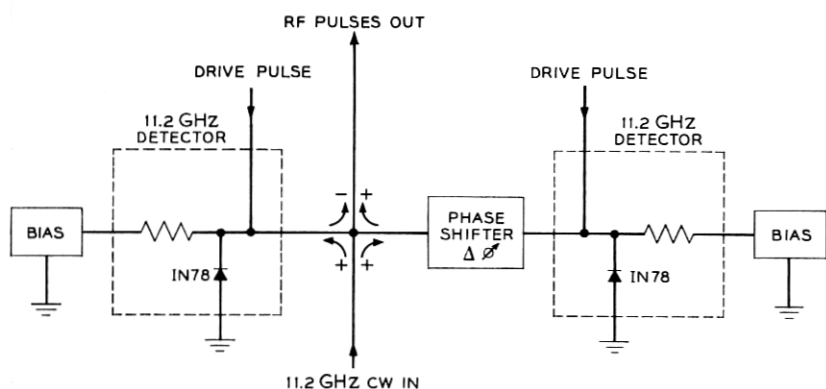 RF PULSES OUT
DRIVE PULSE
DRIVE PULSE
11.2 GHz
DETECTOR
11.2 GHz
DETECTOR
- +
BIAS
PHASE
SHIFTER
Δ ∅
BIAS
+ +
IN78
IN78
11.2 GHz CW IN